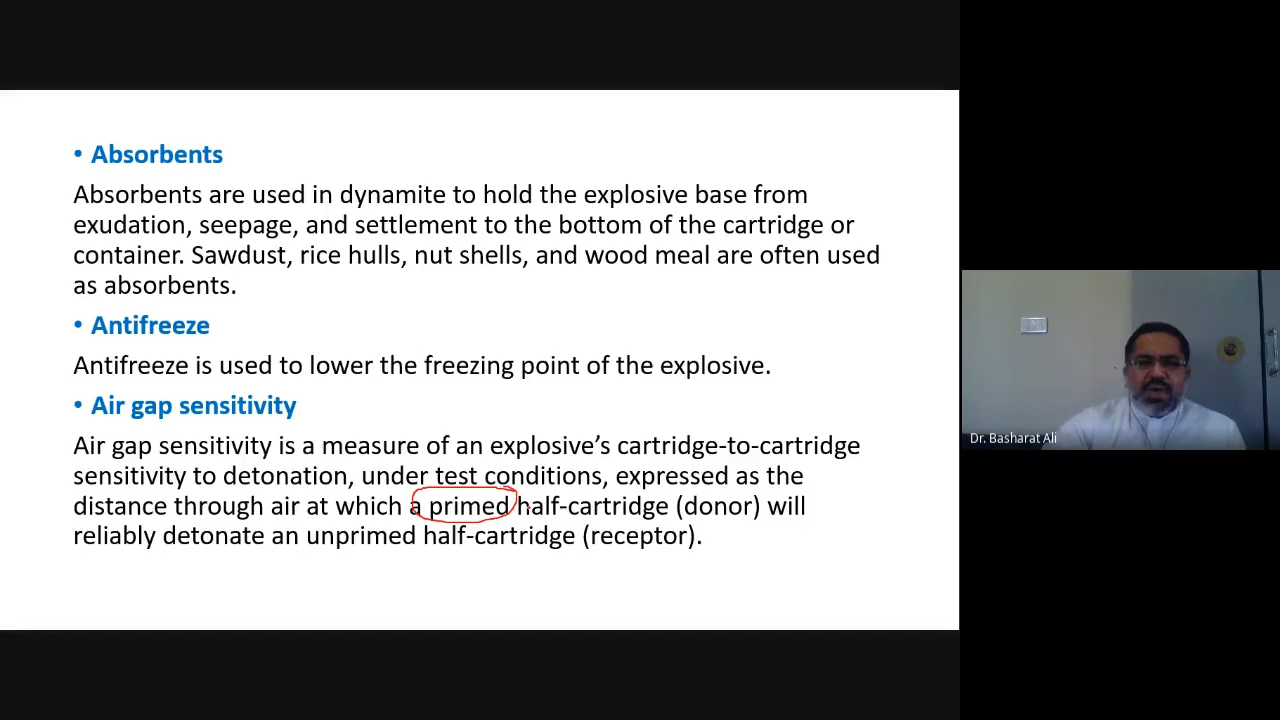 • Absorbents
Absorbents are used in dynamite to hold the explosive base from
exudation, seepage, and settlement to the bottom of the cartridge or
container. Sawdust, rice hulls, nut shells, and wood meal are often used
as absorbents.
• Antifreeze
Antifreeze is used to lower the freezing point of the explosive.
• Air gap sensitivity
Air gap sensitivity is a measure of an explosive’s cartridge-to-cartridge
sensitivity to detonation, under test conditions, expressed as the
distance through air at which a primed half-cartridge (donor) will
reliably detonate an unprimed half-cartridge (receptor).
Dr. Basharat Ali